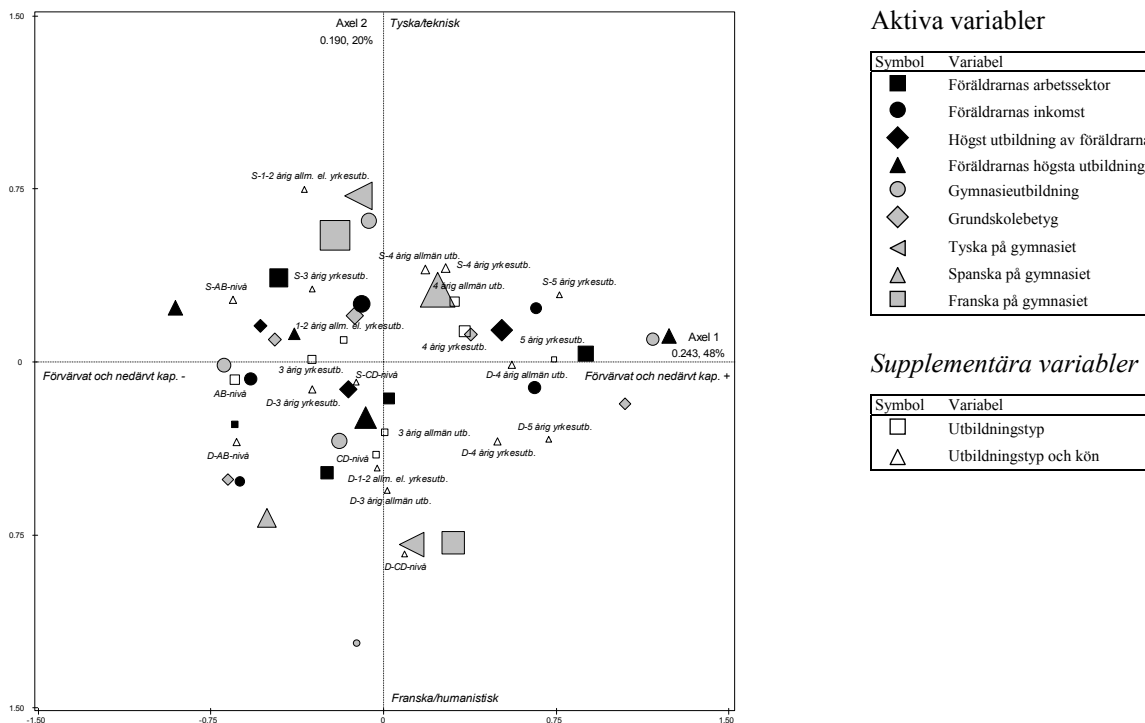 1.50
Axel 2
Tyska/teknisk
0.190, 20%
0.75
S-1-2 årig allm. el. yrkesutb.
S-4 årig allmän utb.
S-4 årig yrkesutb.
S-3 årig yrkesutb.
4 årig allmän utb.
S-5 årig yrkesutb.
S-AB-nivå
1-2 årig allm. el. yrkesutb.
4 årig yrkesutb.
5 årig yrkesutb.
Axel 1
0.243, 48%
0
3 årig yrkesutb.
Förvärvat och nedärvt kap. -
S-CD-nivå
D-4 årig allmän utb.
Förvärvat och nedärvt kap. +
AB-nivå
D-3 årig yrkesutb.
D-5 årig yrkesutb.
3 årig allmän utb.
D-4 årig yrkesutb.
D-AB-nivå
CD-nivå
D-1-2 allm. el. yrkesutb.
D-3 årig allmän utb.
0.75
D-CD-nivå
Franska/humanistisk
1.50
-1.50
-0.75
0
0.75
1.50
Aktiva variabler
Symbol Variabel
Föräldrarnas arbetssektor
Föräldrarnas inkomst
Högst utbildning av föräldrarna
Föräldrarnas högsta utbildning
Gymnasieutbildning
Grundskolebetyg
Tyska på gymnasiet
Spanska på gymnasiet
Franska på gymnasiet
Supplementära variabler
Symbol Variabel
Utbildningstyp
Utbildningstyp och kön